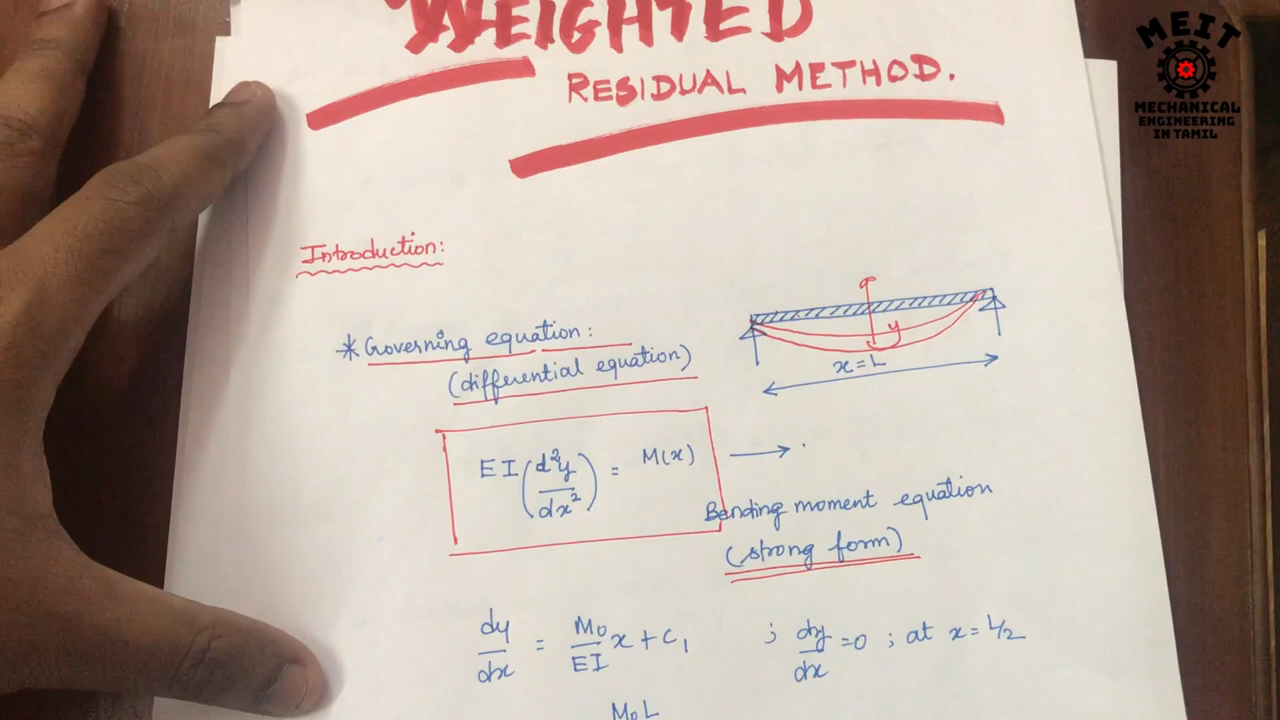 WEIGHTED
RESIDUAL METHOD.
MEIT
MECHANICAL
ENGINEERING
IN TAMIL
Introduction:
* Governing equation:
(differential equation)
y
x = L
EI(d²y/dx²) = M(x) →
Bending moment equation
(strong form)
dy/dx = M₀/EI x + C₁ ; dy/dx = 0 ; at x = L/2
M₀L